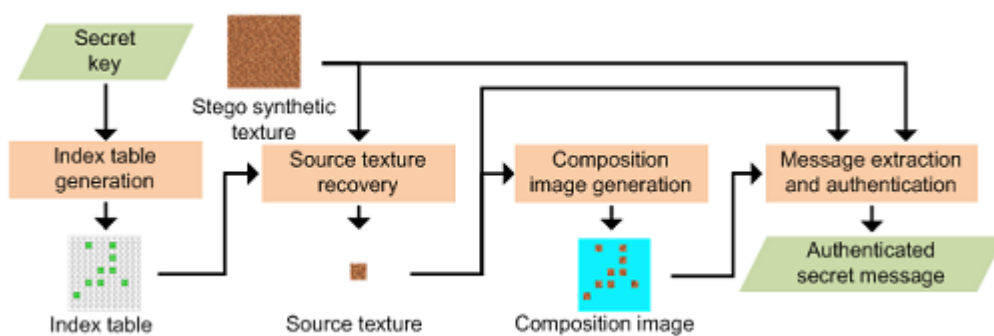 Secret
key
Stego synthetic
texture
Index table
generation
Source texture
recovery
Composition
image generation
Message extraction
and authentication
Authenticated
secret message
Index table
Source texture
Composition image